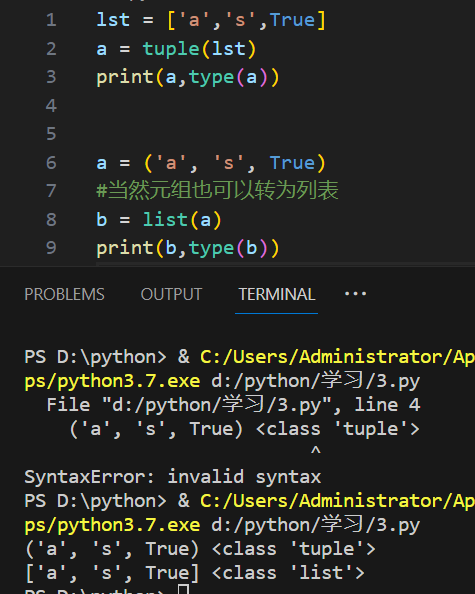 1 lst = ['a','s',True]
2 a = tuple(lst)
3 print(a,type(a))
4
5
6 a = ('a', 's', True)
7 #当然元组也可以转为列表
8 b = list(a)
9 print(b,type(b))
PROBLEMS OUTPUT TERMINAL ···
PS D:\python> & C:/Users/Administrator/Ap
ps/python3.7.exe d:/python/学习/3.py
  File "d:/python/学习/3.py", line 4
    ('a', 's', True) <class 'tuple'>
                         ^
SyntaxError: invalid syntax
PS D:\python> & C:/Users/Administrator/Ap
ps/python3.7.exe d:/python/学习/3.py
('a', 's', True) <class 'tuple'>
['a', 's', True] <class 'list'>
PS D:\python>